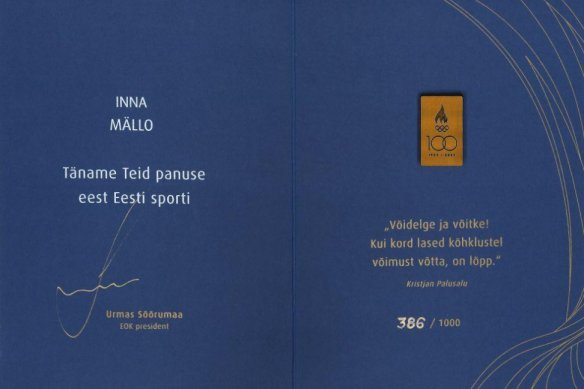 INNA
MÄLLO
Täname Teid panuse
eest Eesti sporti
Urmas Sõõrumaa
EOK president
100
„Võidelge ja võitke!
Kui kord lased kõhklustel
võimust võtta, on lõpp.“
Kristjan Palusalu
386 / 1000